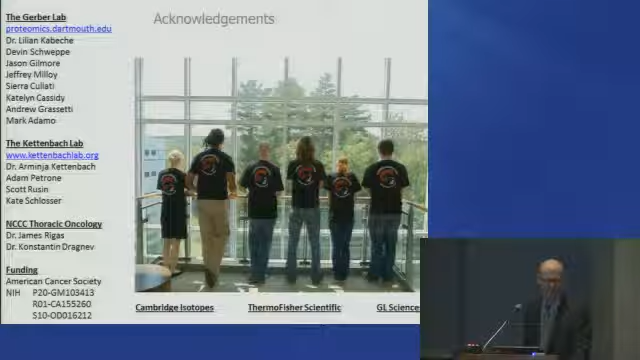 Acknowledgements
The Gerber Lab
proteomics.dartmouth.edu
Dr. Lilian Kabeche
Devin Schweppe
Jason Gilmore
Jeffrey Milloy
Sierra Cullati
Katelyn Cassidy
Andrew Grassetti
Mark Adamo
The Kettenbach Lab
www.kettenbachlab.org
Dr. Arminja Kettenbach
Adam Petrone
Scott Rusin
Kate Schlosser
NCCC Thoracic Oncology
Dr. James Rigas
Dr. Konstantin Dragnev
Funding
American Cancer Society
NIH P20-GM103413
R01-CA155260
S10-OD016212
Cambridge Isotopes ThermoFisher Scientific GL Science